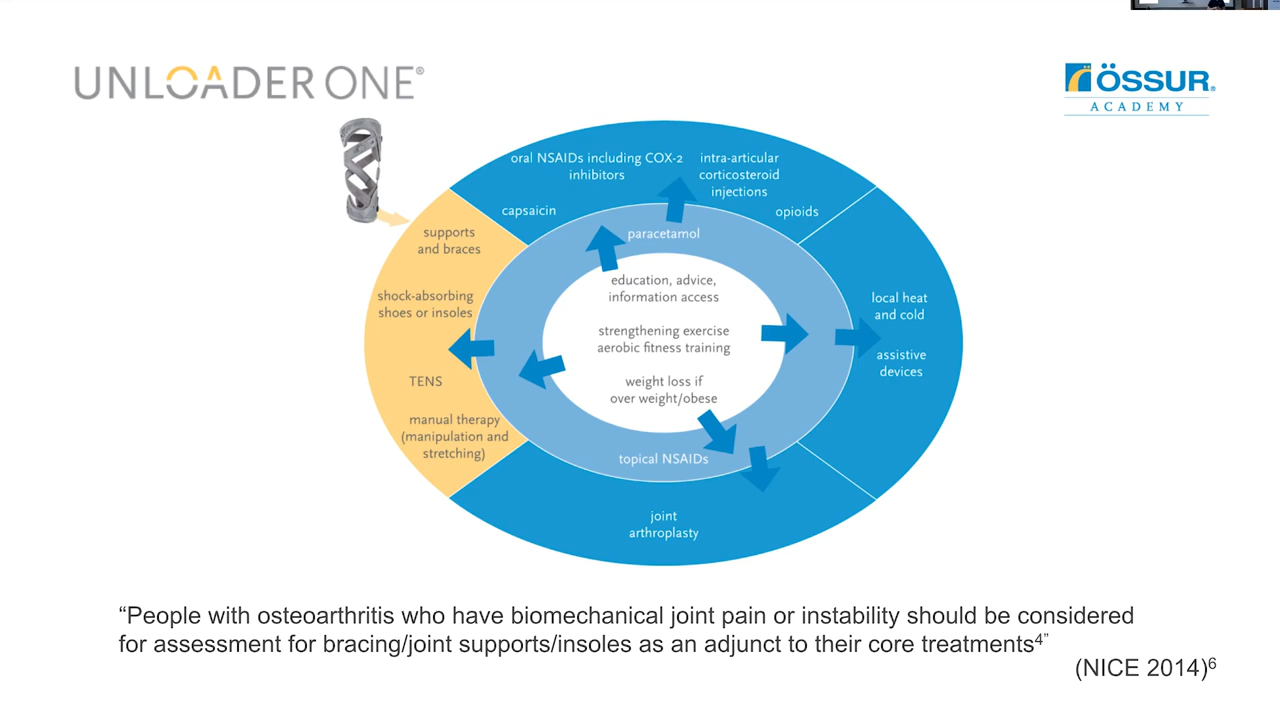 UNLOADER ONE®
ÖSSUR®
ACADEMY
oral NSAIDs including COX-2
inhibitors
intra-articular
corticosteroid
injections
capsaicin
opioids
supports
and braces
paracetamol
education, advice,
information access
shock-absorbing
shoes or insoles
local heat
and cold
strengthening exercise
aerobic fitness training
assistive
devices
TENS
weight loss if
over weight/obese
manual therapy
(manipulation and
stretching)
topical NSAIDs
joint
arthroplasty
“People with osteoarthritis who have biomechanical joint pain or instability should be considered
for assessment for bracing/joint supports/insoles as an adjunct to their core treatments⁴”
(NICE 2014)⁶